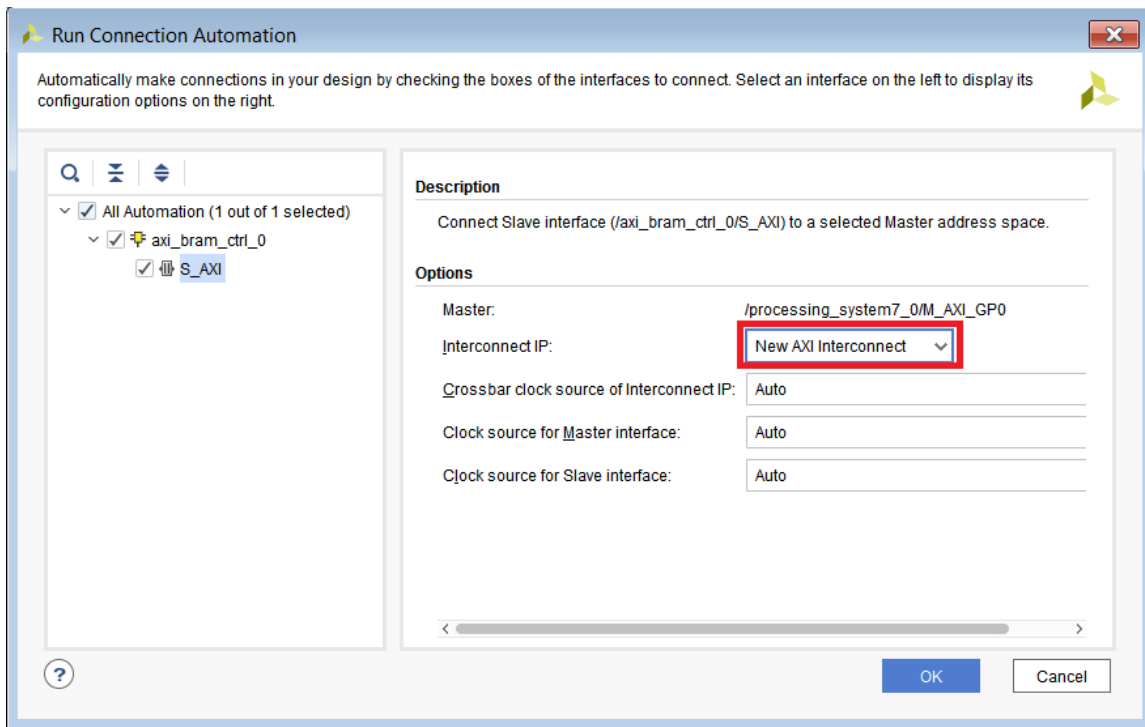 Run Connection Automation
Automatically make connections in your design by checking the boxes of the interfaces to connect. Select an interface on the left to display its
configuration options on the right.
All Automation (1 out of 1 selected)
axi_bram_ctrl_0
S_AXI
Description
Connect Slave interface (/axi_bram_ctrl_0/S_AXI) to a selected Master address space.
Options
Master: /processing_system7_0/M_AXI_GP0
Interconnect IP: New AXI Interconnect
Crossbar clock source of Interconnect IP: Auto
Clock source for Master interface: Auto
Clock source for Slave interface: Auto
?
OK Cancel